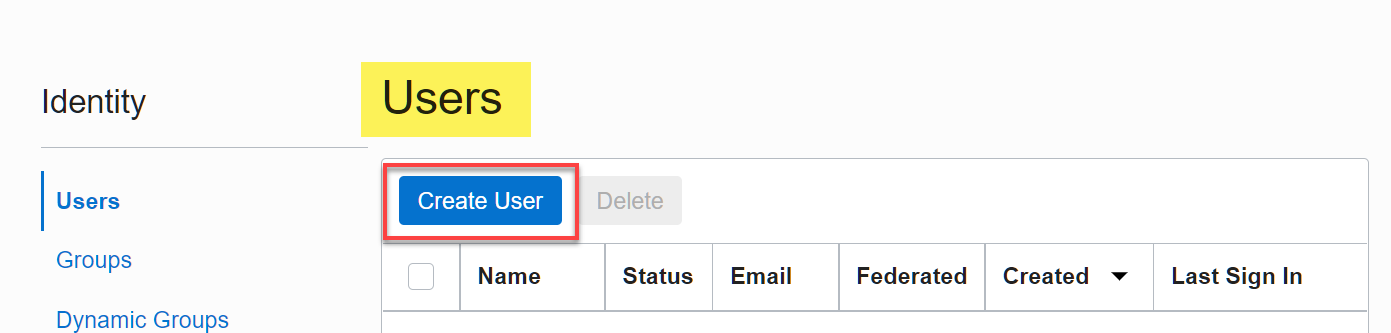 Identity
Users
Groups
Dynamic Groups
Users
Create User Delete
Name Status Email Federated Created Last Sign In